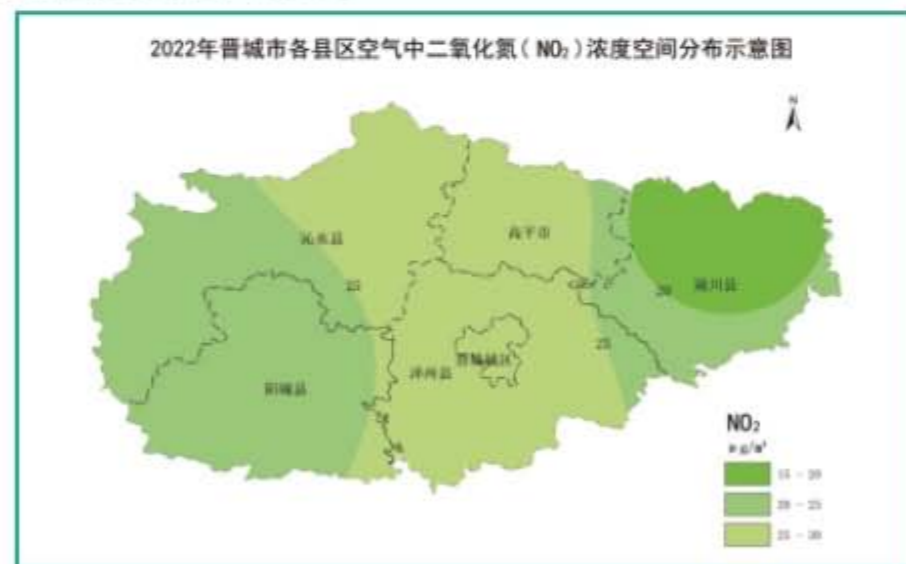 2022年晋城市各县区空气中二氧化氮(NO₂)浓度空间分布示意图
N
沁水县
高平市
陵川县
25
20
25
晋城城区
泽州县
阳城县
NO₂
μg/m³
15 - 20
20 - 25
25 - 30